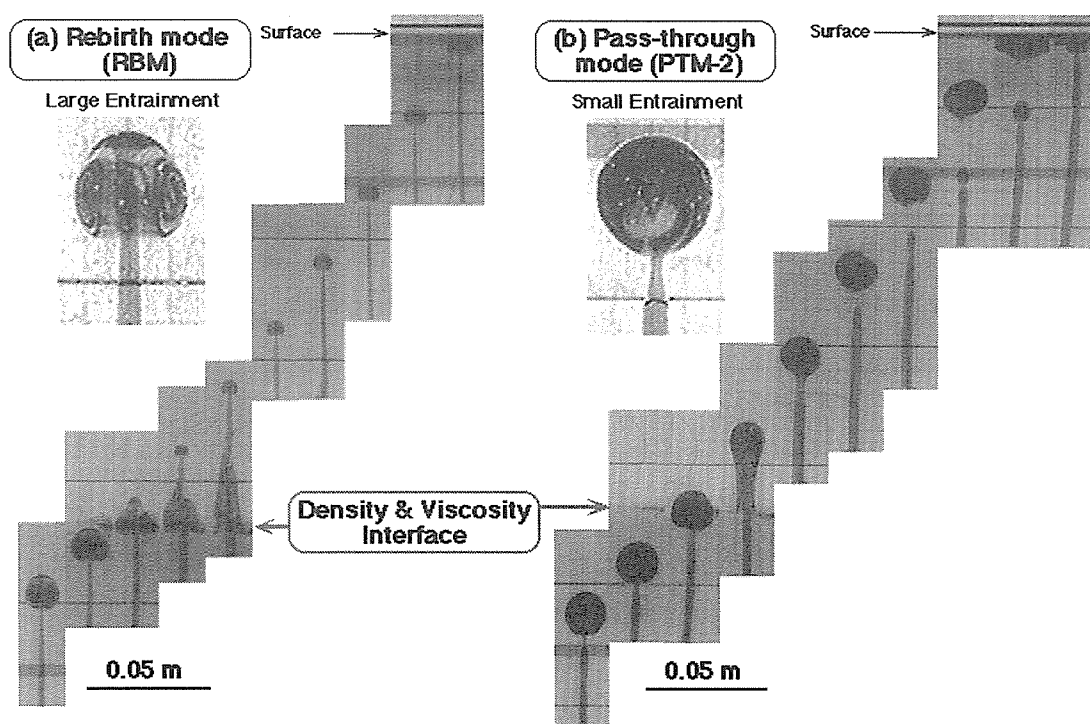 (a) Rebirth mode
(RBM)
Large Entrainment
Surface
(b) Pass-through
mode (PTM-2)
Small Entrainment
Surface
Density & Viscosity
Interface
0.05 m
0.05 m